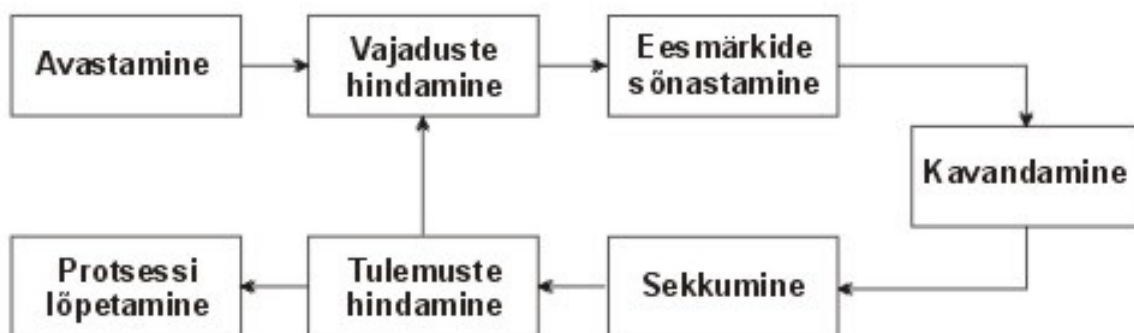 Avastamine
Vajaduste
hindamine
Eesmärkide
sõnastamine
Kavandamine
Protsessi
lõpetamine
Tulemuste
hindamine
Sekkumine